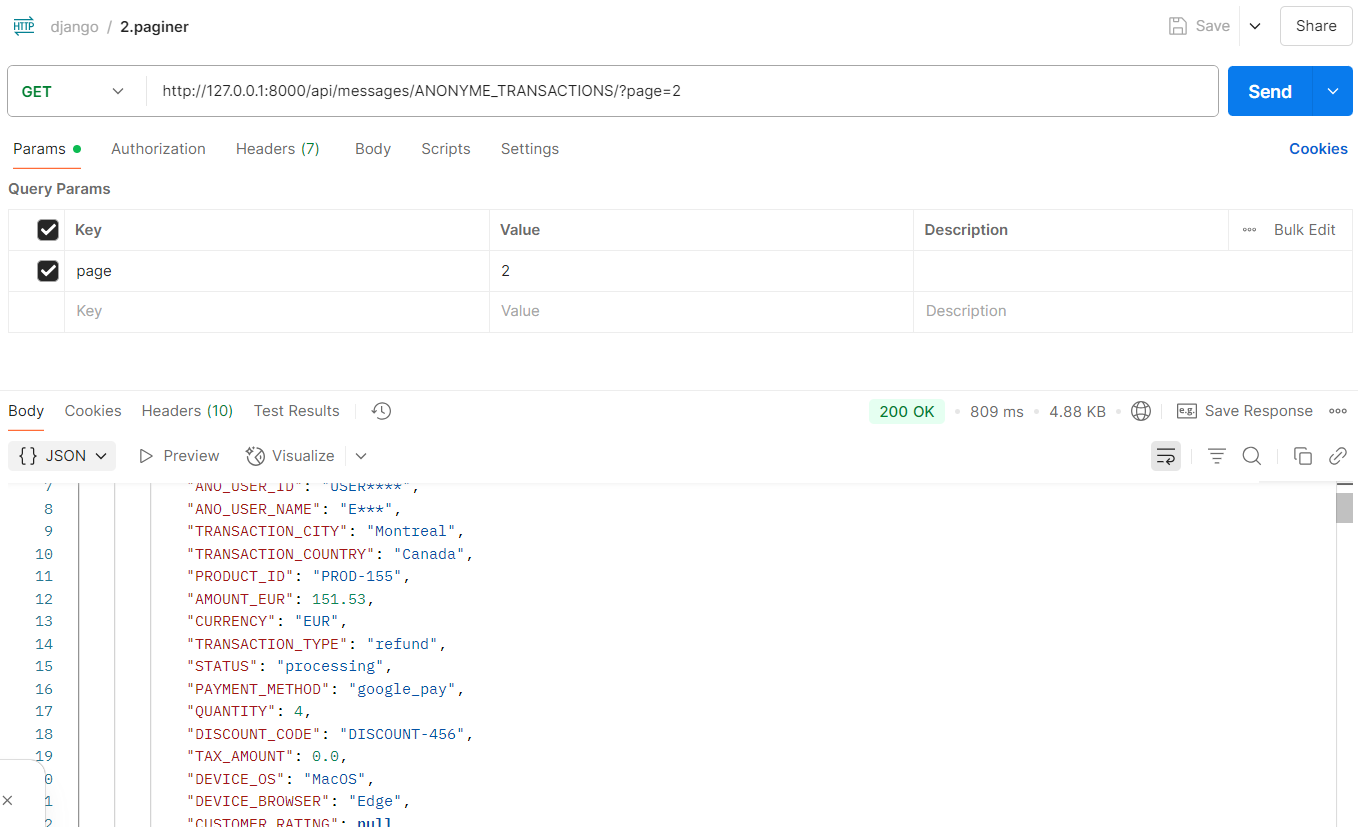 HTTP django / 2.paginer Save Share
GET http://127.0.0.1:8000/api/messages/ANONYME_TRANSACTIONS/?page=2 Send
Params Authorization Headers (7) Body Scripts Settings Cookies
Query Params
Key Value Description Bulk Edit
page 2
Key Value Description
Body Cookies Headers (10) Test Results 200 OK 809 ms 4.88 KB e.g. Save Response
{} JSON Preview Visualize
7 "ANO_USER_ID": "USER****",
8 "ANO_USER_NAME": "E***",
9 "TRANSACTION_CITY": "Montreal",
10 "TRANSACTION_COUNTRY": "Canada",
11 "PRODUCT_ID": "PROD-155",
12 "AMOUNT_EUR": 151.53,
13 "CURRENCY": "EUR",
14 "TRANSACTION_TYPE": "refund",
15 "STATUS": "processing",
16 "PAYMENT_METHOD": "google_pay",
17 "QUANTITY": 4,
18 "DISCOUNT_CODE": "DISCOUNT-456",
19 "TAX_AMOUNT": 0.0,
0 "DEVICE_OS": "MacOS",
1 "DEVICE_BROWSER": "Edge",
2 "CUSTOMER_RATING": null